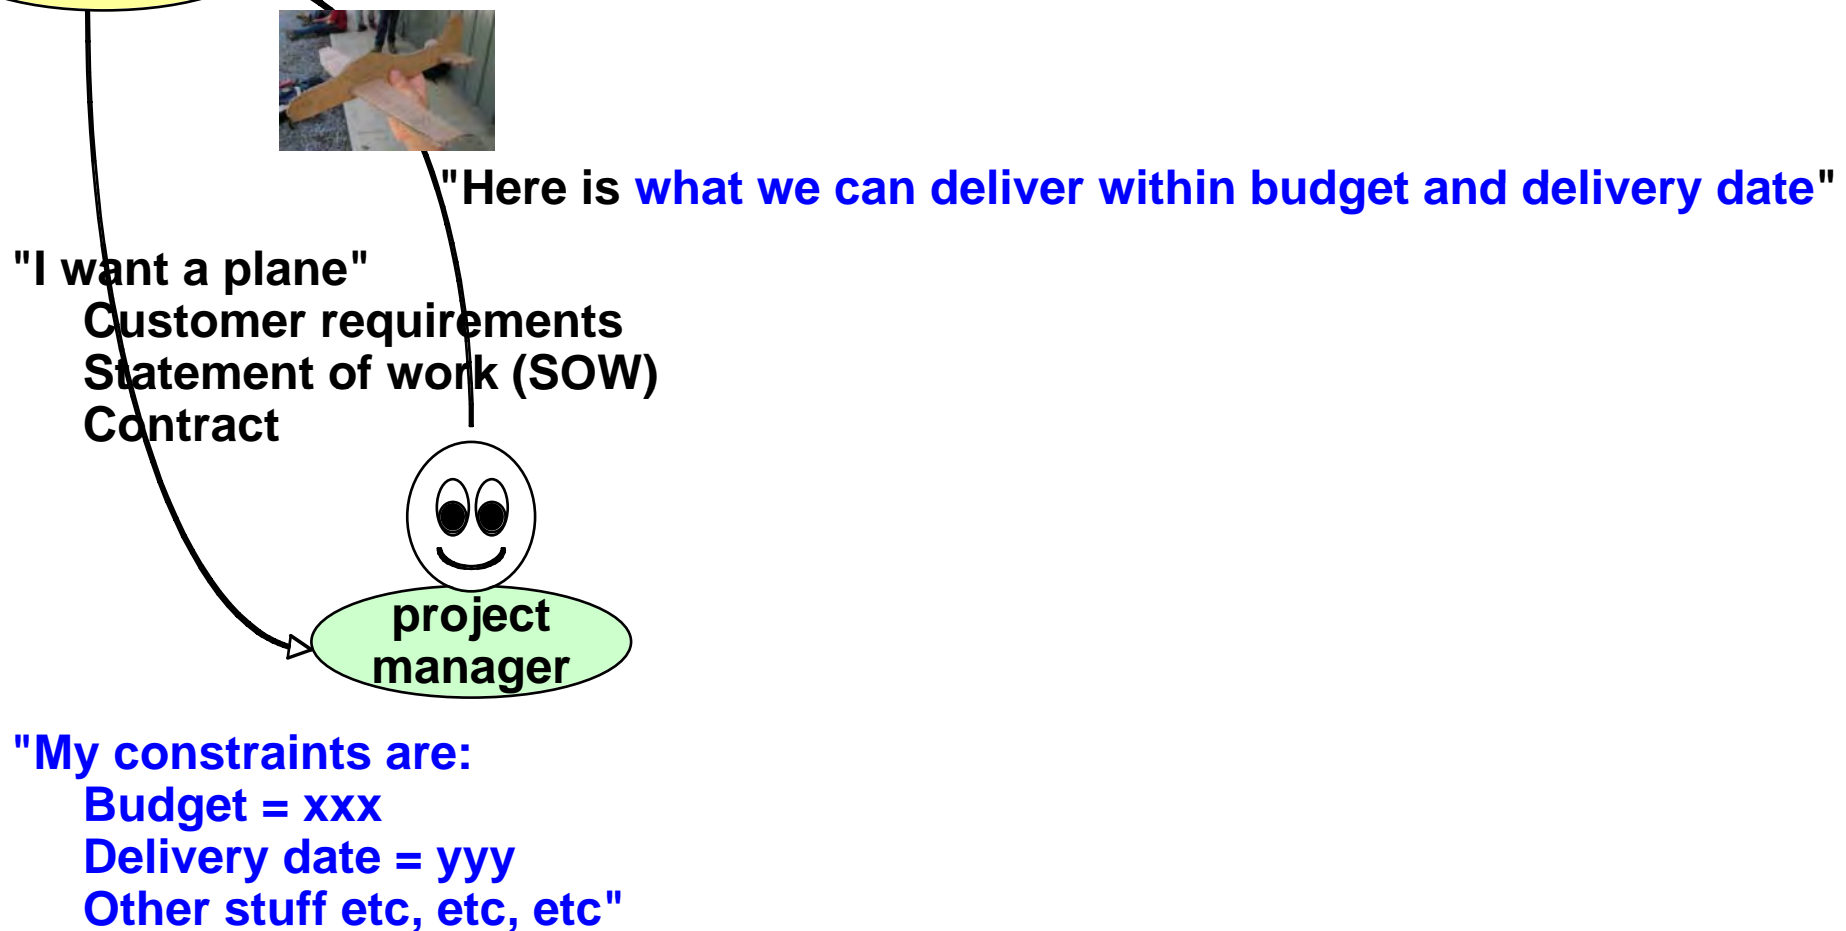 "Here is what we can deliver within budget and delivery date"
"I want a plane"
Customer requirements
Statement of work (SOW)
Contract
project
manager
"My constraints are:
Budget = xxx
Delivery date = yyy
Other stuff etc, etc, etc"